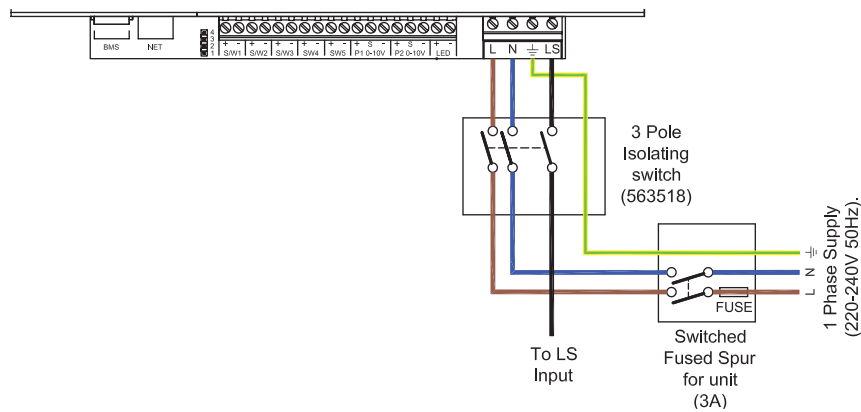 BMS
NET
4
3
2
1
+ - + - + - + - + - + S - + S - + -
S/W1 S/W2 S/W3 SW4 SW5 P1 0-10V P2 0-10V LED
L N LS
3 Pole
Isolating
switch
(563518)
FUSE
Switched
Fused Spur
for unit
(3A)
To LS
Input
N
L
1 Phase Supply
(220-240V 50Hz).